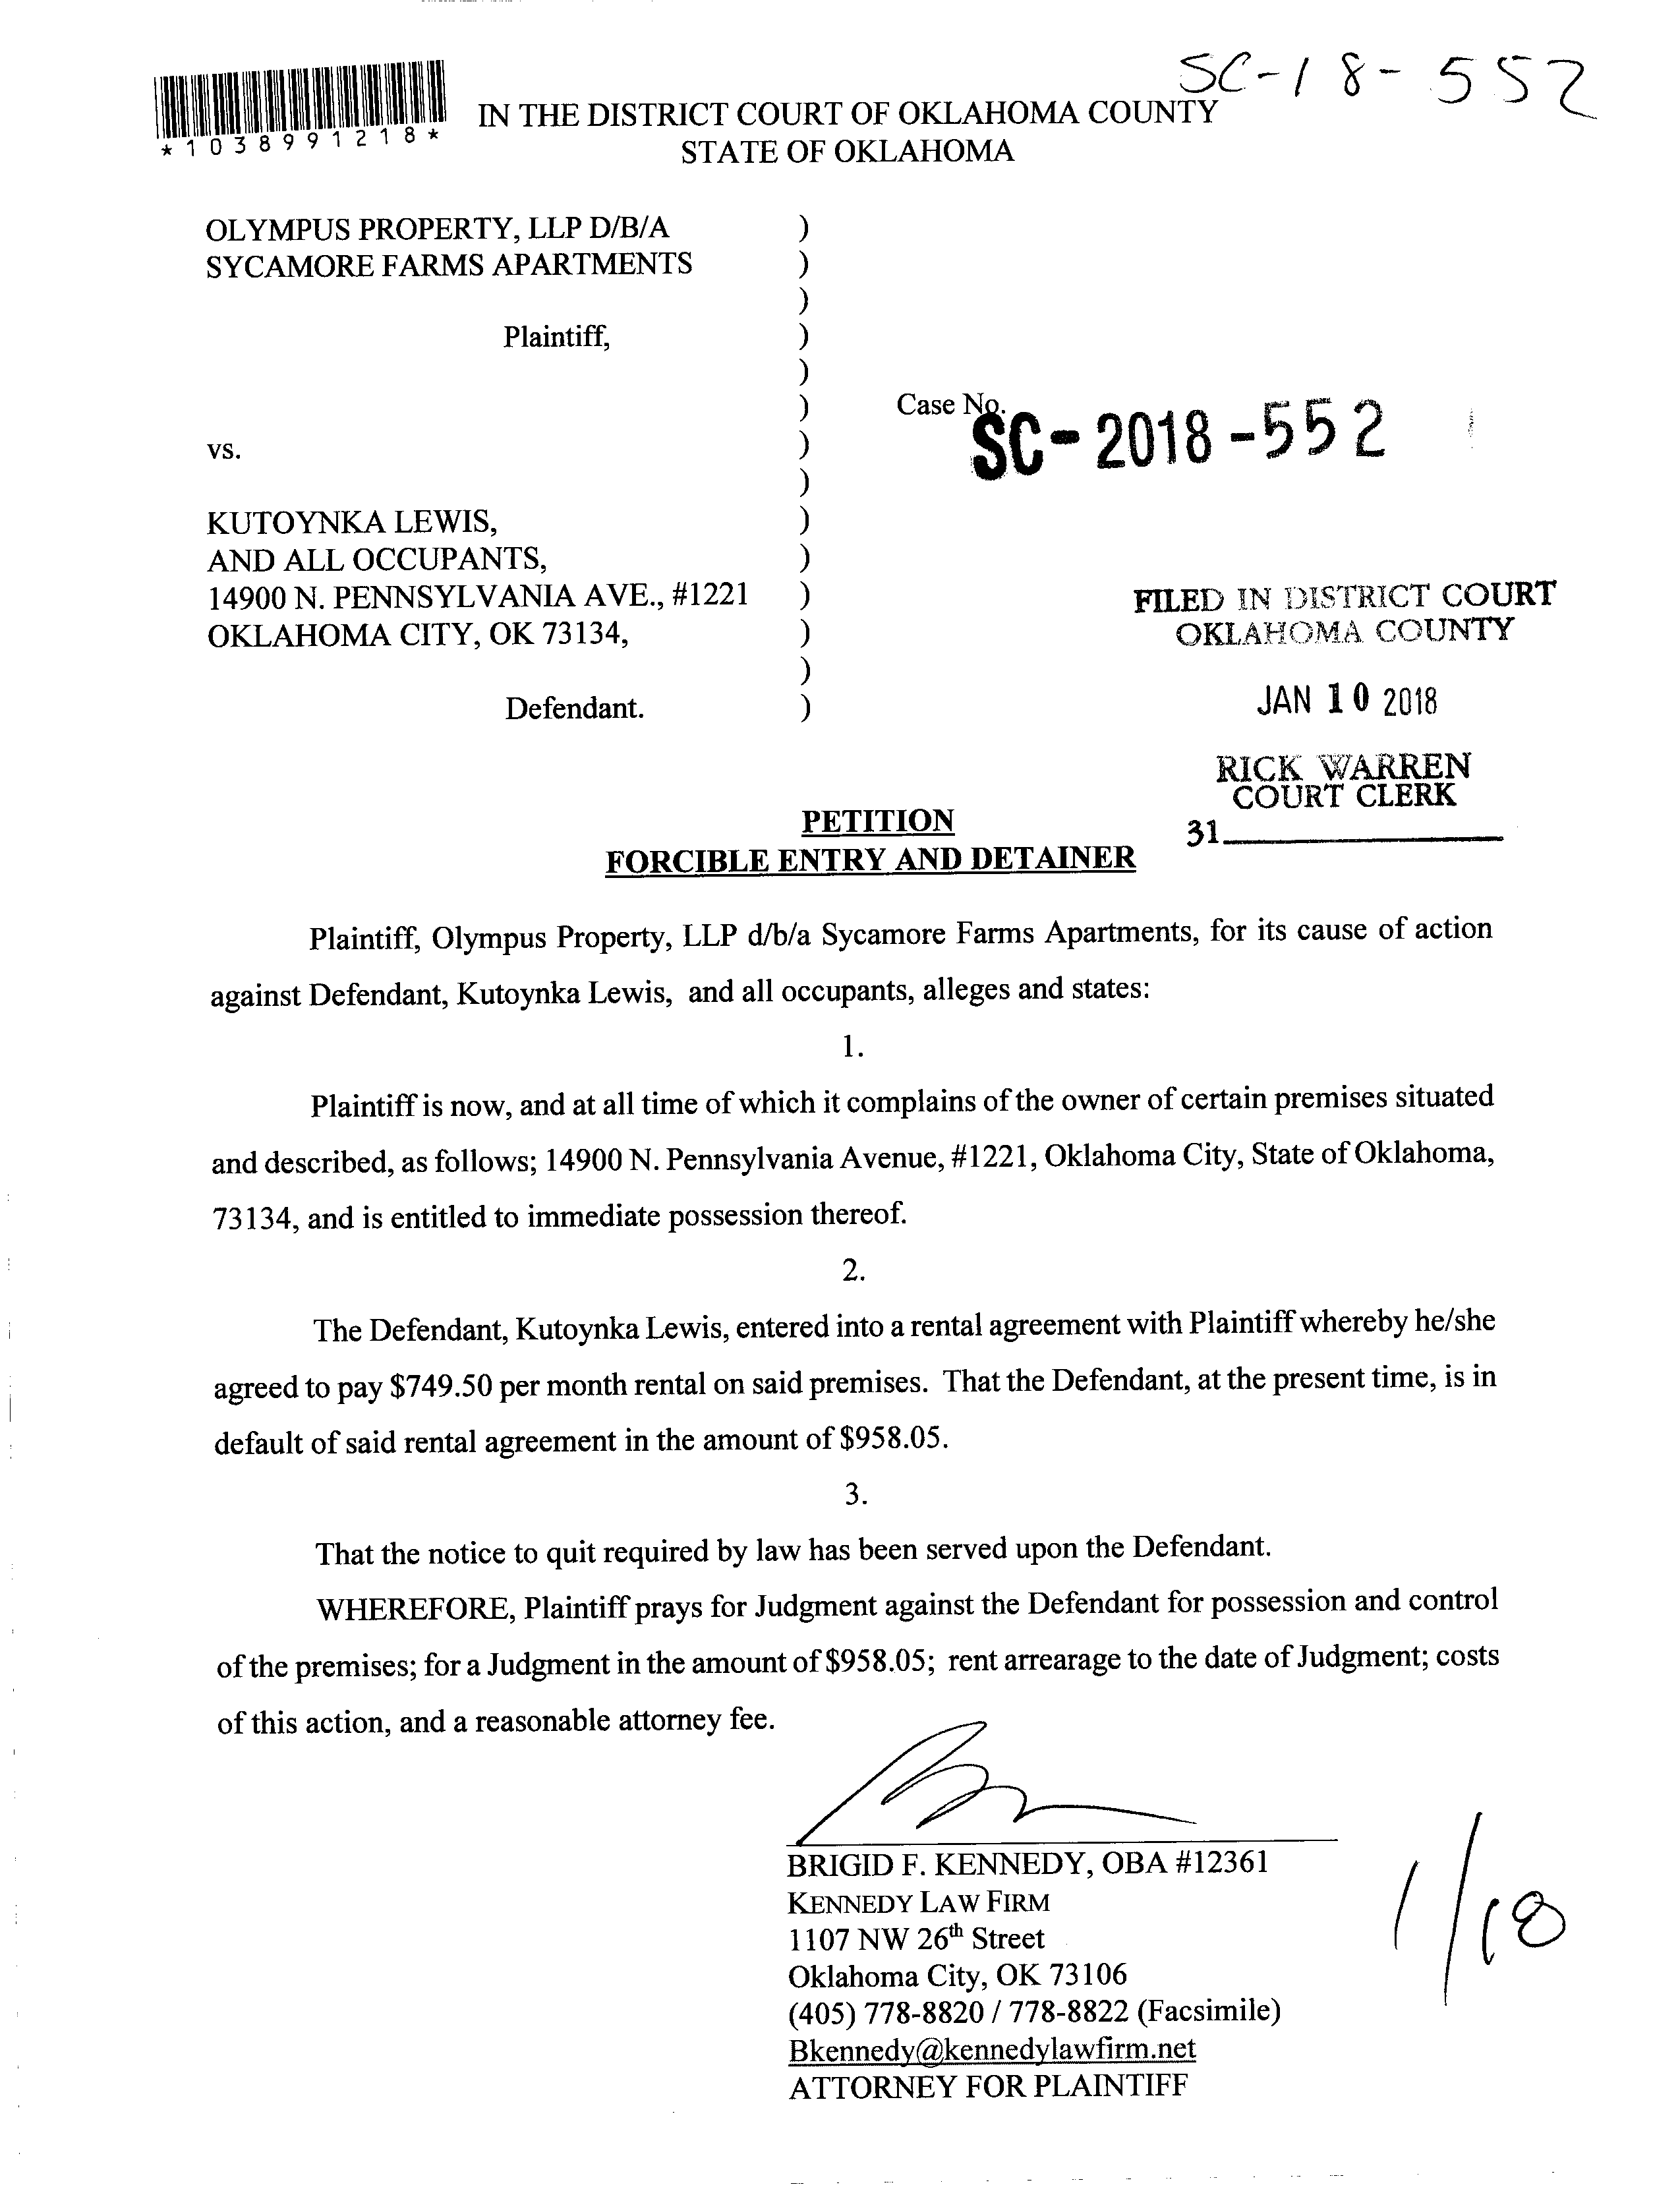 SC-18-552
*1038991218*
IN THE DISTRICT COURT OF OKLAHOMA COUNTY
STATE OF OKLAHOMA
OLYMPUS PROPERTY, LLP D/B/A )
SYCAMORE FARMS APARTMENTS )
)
Plaintiff, )
)
) Case No.
SC-2018-552
vs. )
)
KUTOYNKA LEWIS, )
AND ALL OCCUPANTS, )
14900 N. PENNSYLVANIA AVE., #1221 )
OKLAHOMA CITY, OK 73134, )
)
Defendant. )
FILED IN DISTRICT COURT
OKLAHOMA COUNTY
JAN 10 2018
RICK WARREN
COURT CLERK
31
PETITION
FORCIBLE ENTRY AND DETAINER
Plaintiff, Olympus Property, LLP d/b/a Sycamore Farms Apartments, for its cause of action
against Defendant, Kutoynka Lewis, and all occupants, alleges and states:
1.
Plaintiff is now, and at all time of which it complains of the owner of certain premises situated
and described, as follows; 14900 N. Pennsylvania Avenue, #1221, Oklahoma City, State of Oklahoma,
73134, and is entitled to immediate possession thereof.
2.
The Defendant, Kutoynka Lewis, entered into a rental agreement with Plaintiff whereby he/she
agreed to pay $749.50 per month rental on said premises. That the Defendant, at the present time, is in
default of said rental agreement in the amount of $958.05.
3.
That the notice to quit required by law has been served upon the Defendant.
WHEREFORE, Plaintiff prays for Judgment against the Defendant for possession and control
of the premises; for a Judgment in the amount of $958.05; rent arrearage to the date of Judgment; costs
of this action, and a reasonable attorney fee.
BRIGID F. KENNEDY, OBA #12361
KENNEDY LAW FIRM
1107 NW 26th Street
Oklahoma City, OK 73106
(405) 778-8820 / 778-8822 (Facsimile)
Bkennedy@kennedylawfirm.net
ATTORNEY FOR PLAINTIFF
1/18